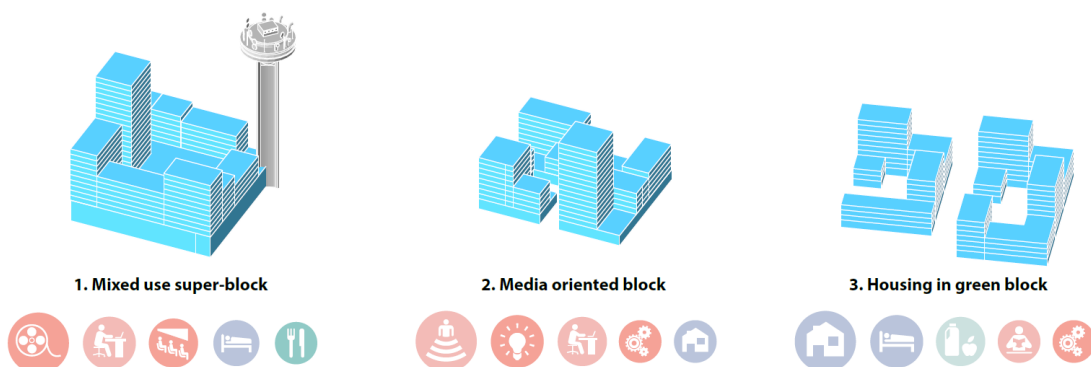 1. Mixed use super-block
2. Media oriented block
3. Housing in green block